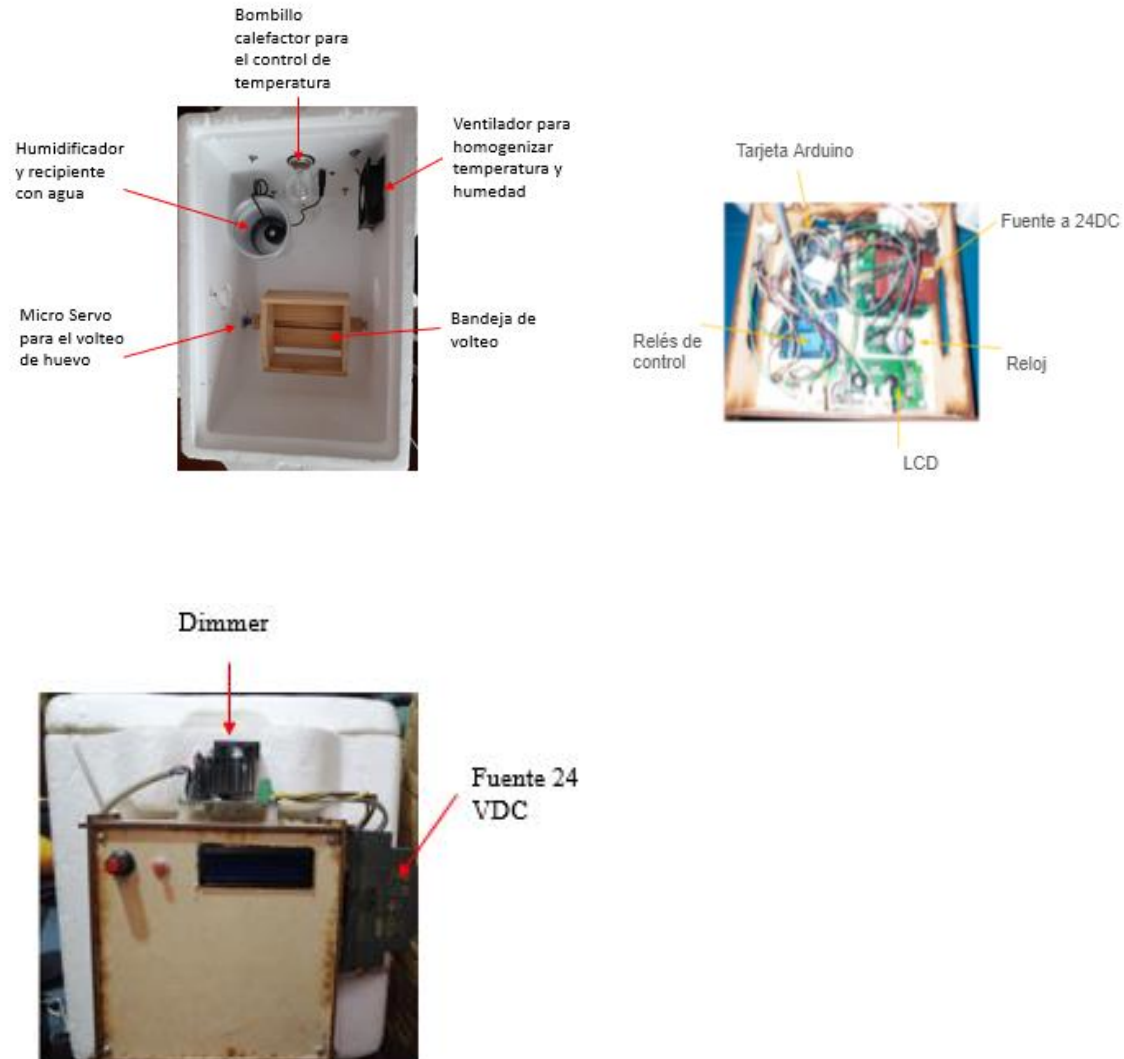 Bombillo
calefactor para
el control de
temperatura
Humidificador
y recipiente
con agua
Ventilador para
homogenizar
temperatura y
humedad
Micro Servo
para el volteo
de huevo
Bandeja de
volteo
Tarjeta Arduino
Fuente a 24DC
Relés de
control
Reloj
LCD
Dimmer
Fuente 24
VDC